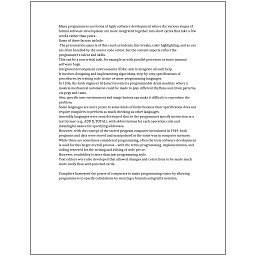 Many programmers use forms of Agile software development where the various stages of
formal software development are more integrated together into short cycles that take a few
weeks rather than years.
Some of these factors include:
The presentation aspects of this (such as indents, line breaks, color highlighting, and so on)
are often handled by the source code editor, but the content aspects reflect the
programmer's talent and skills.
This can be a non-trivial task, for example as with parallel processes or some unusual
software bugs.
Integrated development environments (IDEs) aim to integrate all such help.
It involves designing and implementing algorithms, step-by-step specifications of
procedures, by writing code in one or more programming languages.
In 1206, the Arab engineer Al-Jazari invented a programmable drum machine where a
musical mechanical automaton could be made to play different rhythms and drum patterns,
via pegs and cams.
Also, specific user environment and usage history can make it difficult to reproduce the
problem.
Some languages are more prone to some kinds of faults because their specification does not
require compilers to perform as much checking as other languages.
Assembly languages were soon developed that let the programmer specify instruction in a
text format (e.g., ADD X, TOTAL), with abbreviations for each operation code and
meaningful names for specifying addresses.
However, with the concept of the stored-program computer introduced in 1949, both
programs and data were stored and manipulated in the same way in computer memory.
While these are sometimes considered programming, often the term software development
is used for this larger overall process – with the terms programming, implementation, and
coding reserved for the writing and editing of code per se.
However, readability is more than just programming style.
Text editors were also developed that allowed changes and corrections to be made much
more easily than with punched cards.
Compilers harnessed the power of computers to make programming easier by allowing
programmers to specify calculations by entering a formula using infix notation.